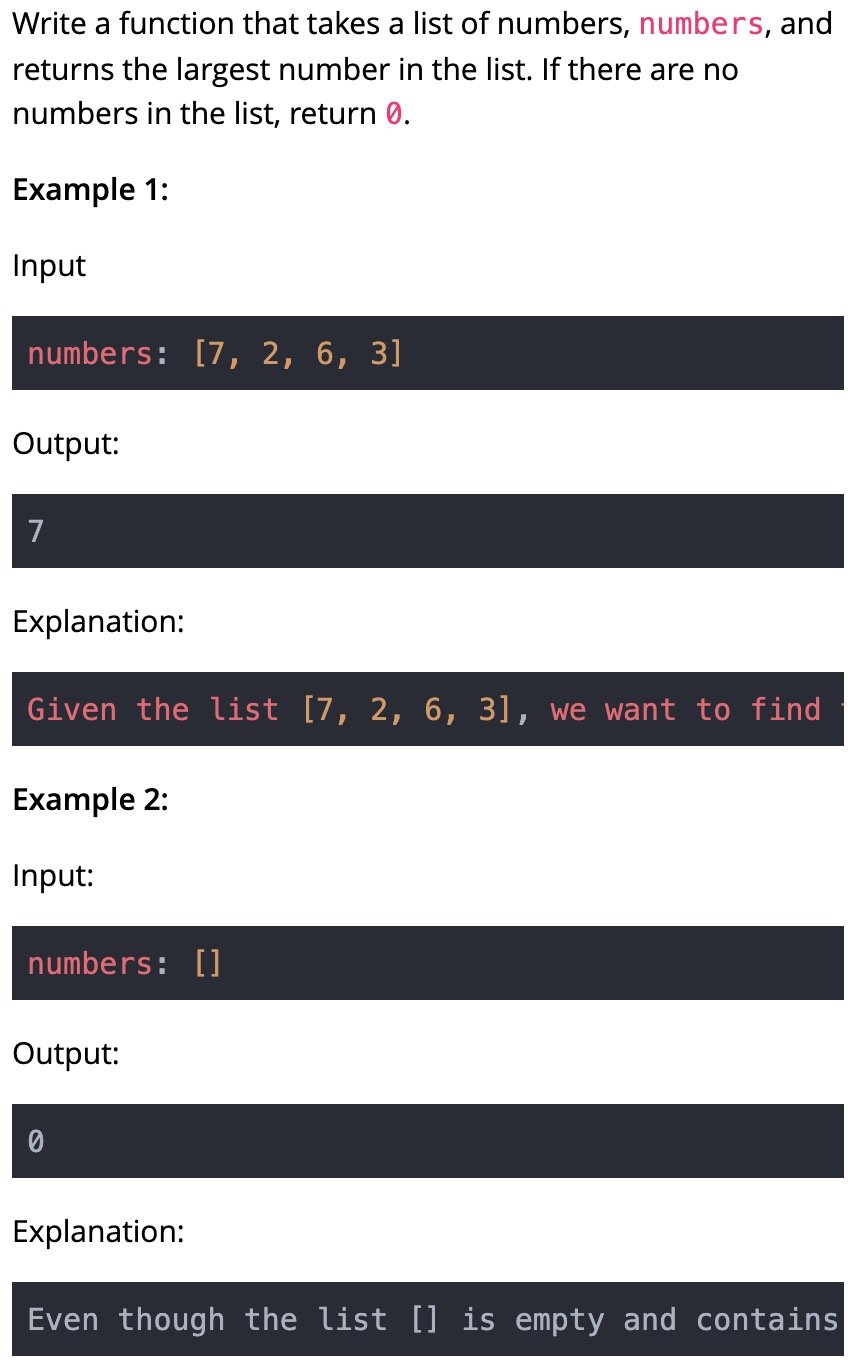 Write a function that takes a list of numbers, numbers, and
returns the largest number in the list. If there are no
numbers in the list, return 0.
Example 1:
Input
numbers: [7, 2, 6, 3]
Output:
7
Explanation:
Given the list [7, 2, 6, 3], we want to find
Example 2:
Input:
numbers: []
Output:
0
Explanation:
Even though the list [] is empty and contains